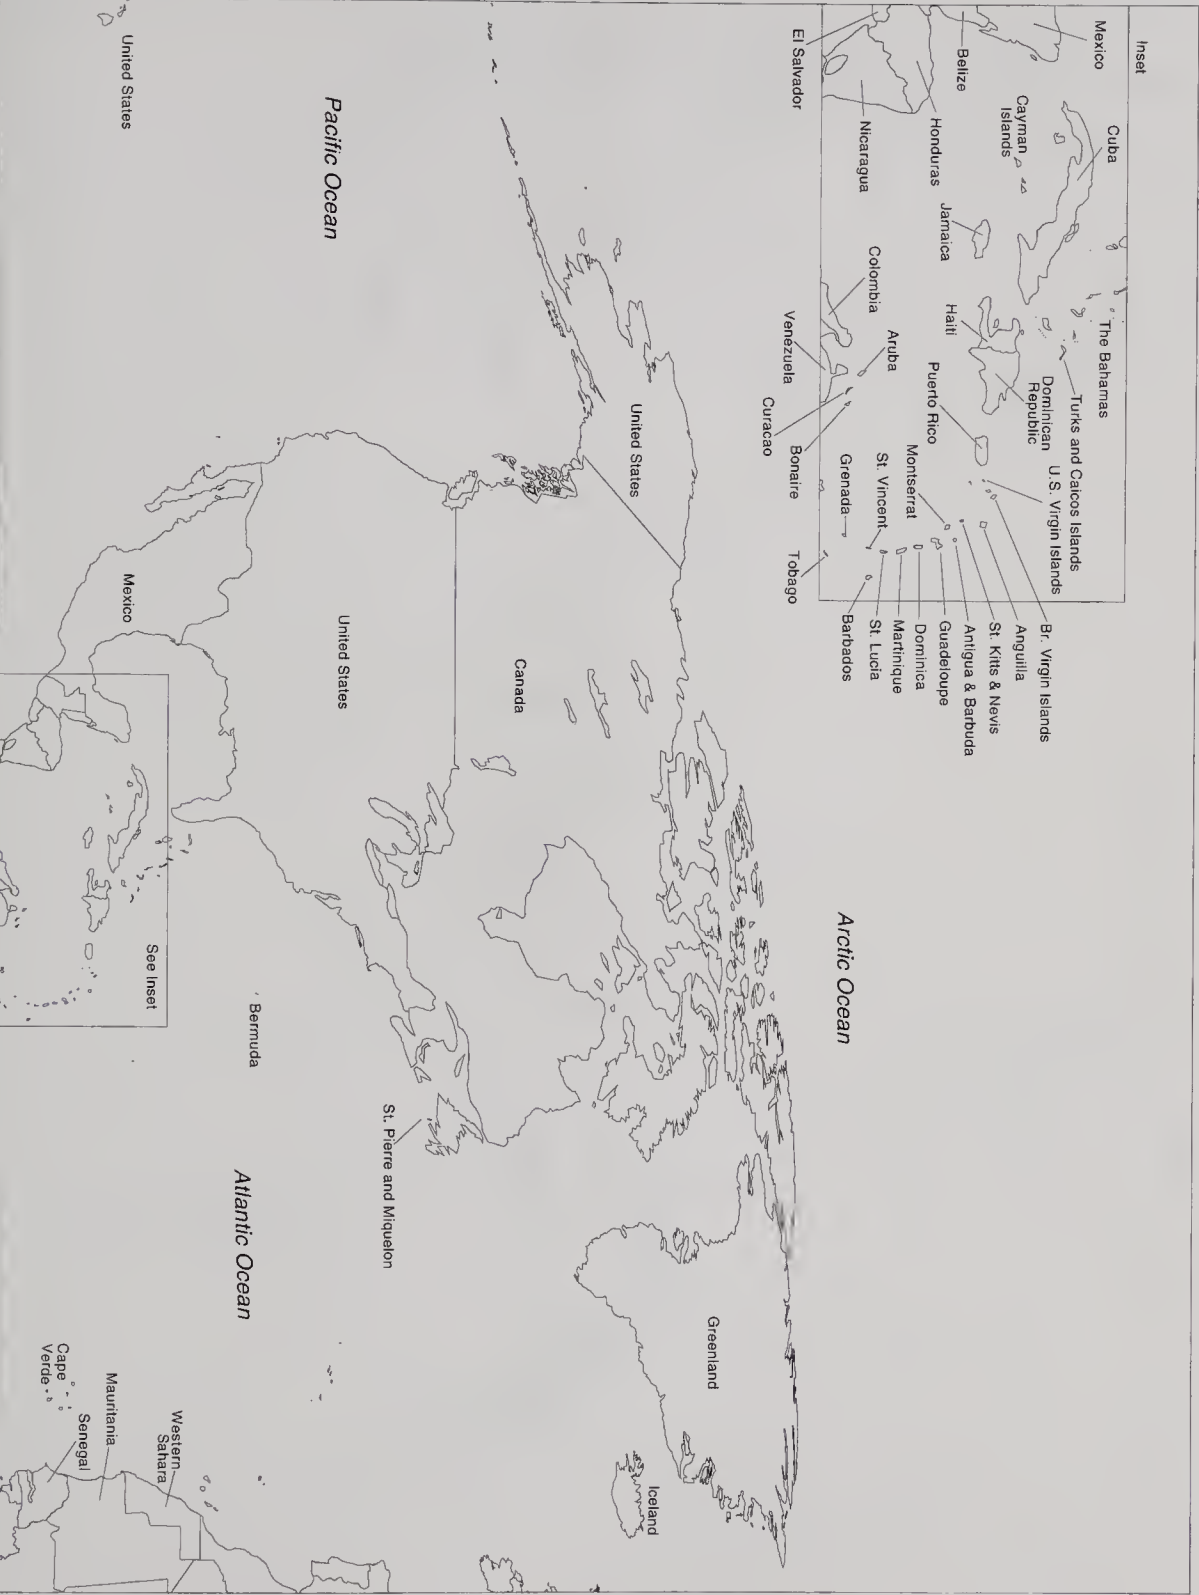 Inset
Mexico
Cuba
The Bahamas
Turks and Caicos Islands
Cayman
Islands
Belize
Honduras
Jamaica
Haiti
Dominican
Republic
Puerto Rico
U.S. Virgin Islands
Br. Virgin Islands
Anguilla
St. Kitts & Nevis
Antigua & Barbuda
Guadeloupe
Montserrat
Dominica
Martinique
St. Lucia
St. Vincent
Barbados
Grenada
Tobago
El Salvador
Nicaragua
Colombia
Venezuela
Aruba
Curacao
Bonaire
Arctic Ocean
Greenland
Iceland
United States
Canada
St. Pierre and Miquelon
Pacific Ocean
United States
Bermuda
Atlantic Ocean
United States
Mexico
See Inset
Western
Sahara
Mauritania
Senegal
Cape
Verde